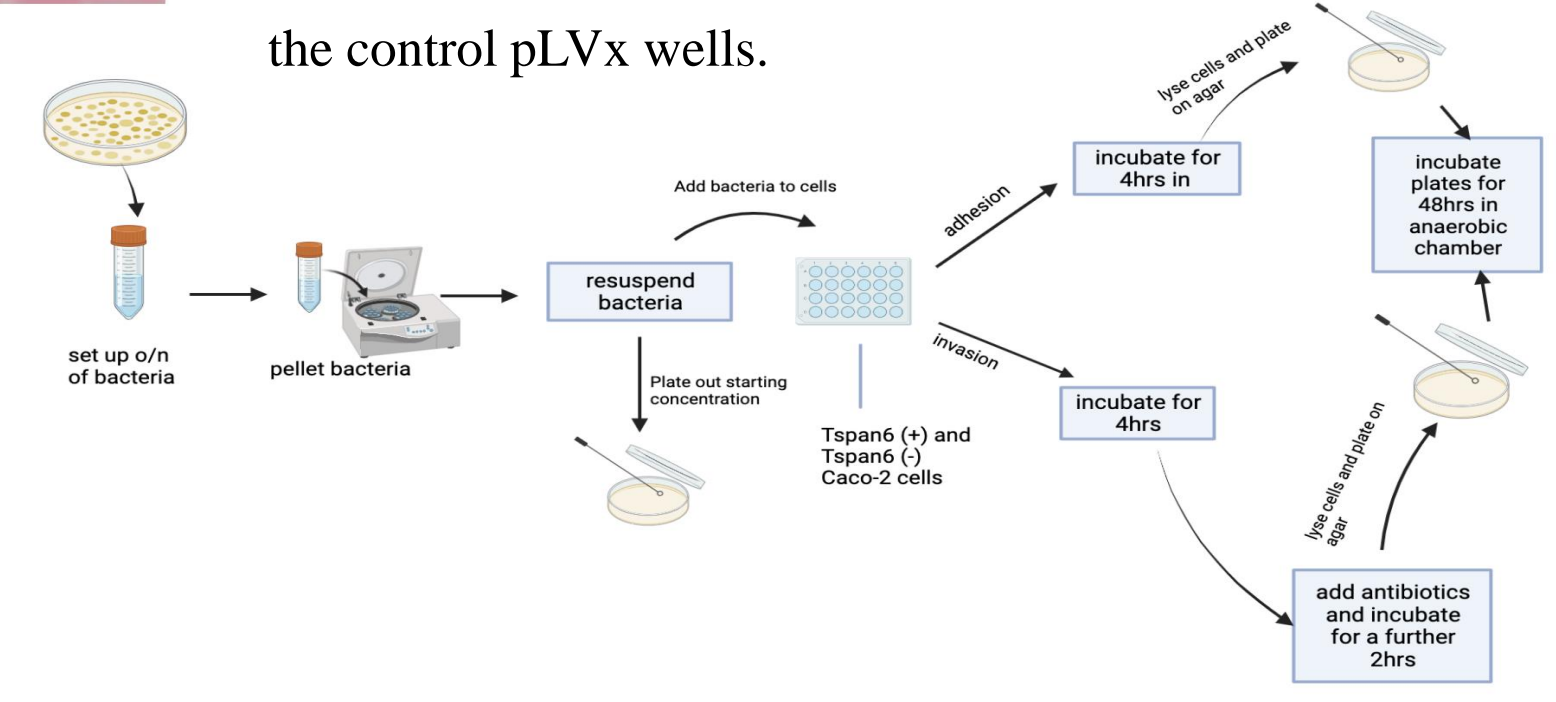 the control pLVx wells.
set up o/n
of bacteria
pellet bacteria
resuspend
bacteria
Add bacteria to cells
Plate out starting
concentration
Tspan6 (+) and
Tspan6 (-)
Caco-2 cells
adhesion
incubate for
4hrs in
lyse cells and plate
on agar
invasion
incubate for
4hrs
add antibiotics
and incubate
for a further
2hrs
lyse cells and plate on
agar
incubate
plates for
48hrs in
anaerobic
chamber